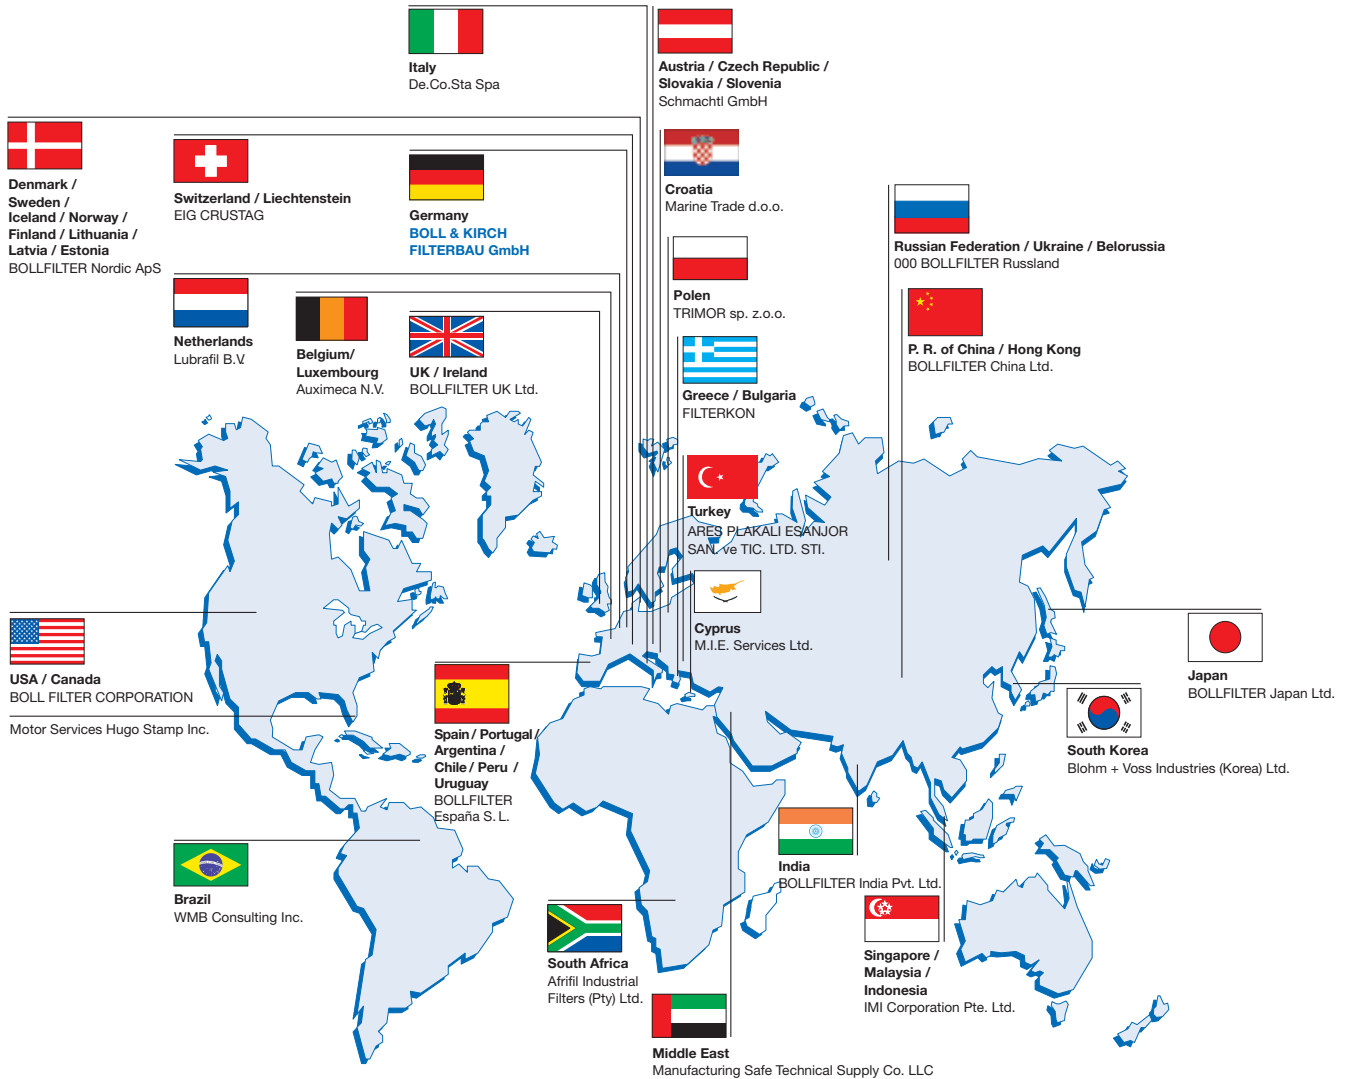 Italy
De.Co.Sta Spa
Austria / Czech Republic /
Slovakia / Slovenia
Schmachtl GmbH
Denmark /
Sweden /
Iceland / Norway /
Finland / Lithuania /
Latvia / Estonia
BOLLFILTER Nordic ApS
Switzerland / Liechtenstein
EIG CRUSTAG
Germany
BOLL & KIRCH
FILTERBAU GmbH
Croatia
Marine Trade d.o.o.
Russian Federation / Ukraine / Belorussia
000 BOLLFILTER Russland
Polen
TRIMOR sp. z.o.o.
Netherlands
Lubrafil B.V.
Belgium/
Luxembourg
Auximeca N.V.
UK / Ireland
BOLLFILTER UK Ltd.
P. R. of China / Hong Kong
BOLLFILTER China Ltd.
Greece / Bulgaria
FILTERKON
Turkey
ARES PLAKALI ESANJOR
SAN. ve TIC. LTD. STI.
Cyprus
M.I.E. Services Ltd.
USA / Canada
BOLL FILTER CORPORATION
Motor Services Hugo Stamp Inc.
Japan
BOLLFILTER Japan Ltd.
South Korea
Blohm + Voss Industries (Korea) Ltd.
Spain / Portugal /
Argentina /
Chile / Peru /
Uruguay
BOLLFILTER
España S. L.
India
BOLLFILTER India Pvt. Ltd.
Brazil
WMB Consulting Inc.
South Africa
Afrifil Industrial
Filters (Pty) Ltd.
Singapore /
Malaysia /
Indonesia
IMI Corporation Pte. Ltd.
Middle East
Manufacturing Safe Technical Supply Co. LLC